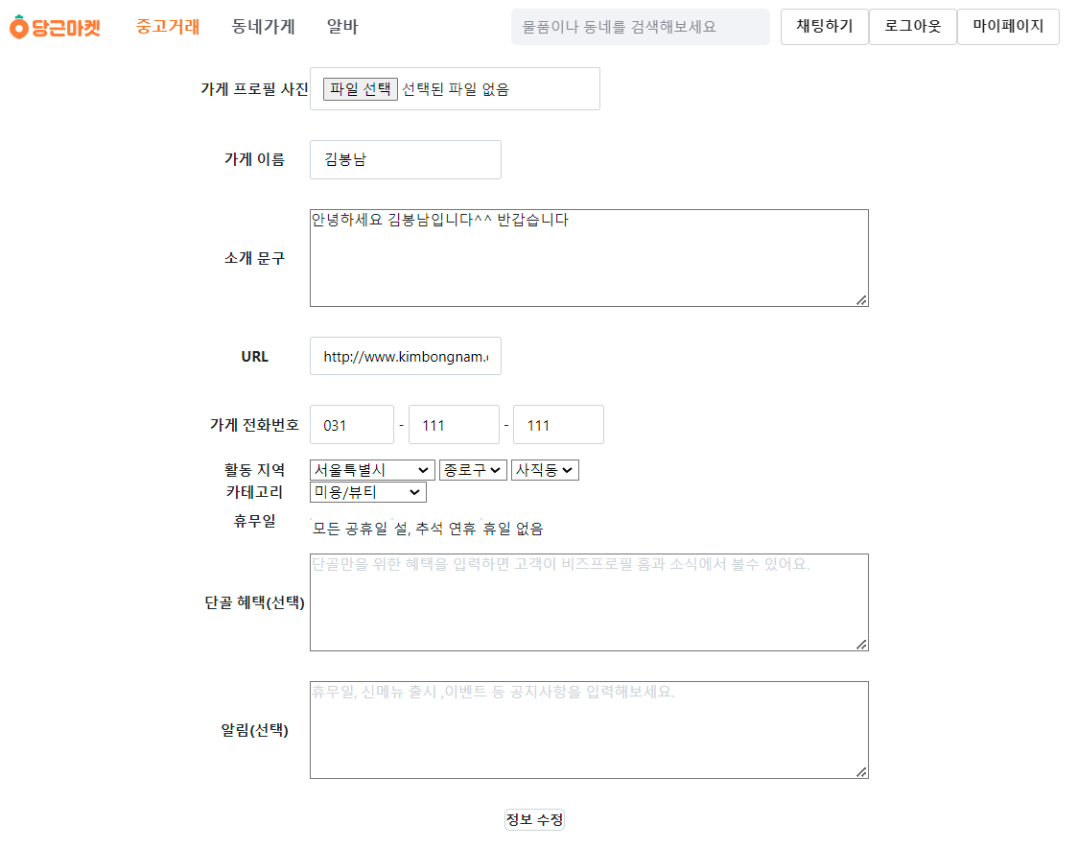 당근마켓 중고거래 동네가게 알바 물품이나 동네를 검색해보세요 채팅하기 로그아웃 마이페이지
가게 프로필 사진 파일 선택 선택된 파일 없음
가게 이름 김봉남
안녕하세요 김봉남입니다^^ 반갑습니다
소개 문구
URL http://www.kimbongnam.
가게 전화번호 031 - 111 - 111
활동 지역 서울특별시 종로구 사직동
카테고리 미용/뷰티
휴무일 모든 공휴일 설, 추석 연휴 휴일 없음
단골만을 위한 혜택을 입력하면 고객이 비즈프로필 홈과 소식에서 볼수 있어요.
단골 혜택(선택)
휴무일, 신메뉴 출시 ,이벤트 등 공지사항을 입력해보세요.
알림(선택)
정보 수정